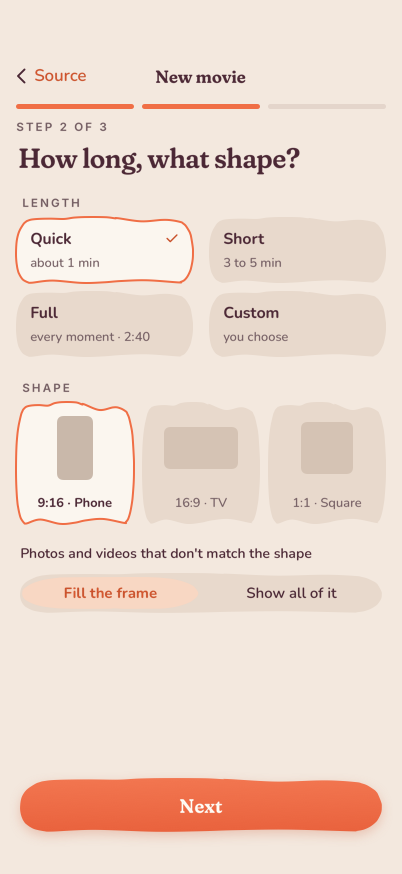 Source
New movie
STEP 2 OF 3
How long, what shape?
LENGTH
Quick
about 1 min
Short
3 to 5 min
Full
every moment · 2:40
Custom
you choose
SHAPE
9:16 · Phone
16:9 · TV
1:1 · Square
Photos and videos that don't match the shape
Fill the frame
Show all of it
Next